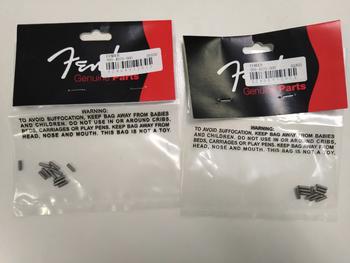 Fend
Genuine Parts
FENDER
WARNING:
TO AVOID SUFFOCATION, KEEP BAG AWAY FROM BABIES
AND CHILDREN. DO NOT USE IN OR AROUND CRIBS,
BEDS, CARRIAGES OR PLAY PENS. KEEP BAG AWAY FROM
HEAD, NOSE AND MOUTH. THIS BAG IS NOT A TOY.
Fen
Genuine Parts
FENDER
WARNING:
TO AVOID SUFFOCATION, KEEP BAG AWAY FROM BABIES
AND CHILDREN. DO NOT USE IN OR AROUND CRIBS,
BEDS, CARRIAGES OR PLAY PENS. KEEP BAG AWAY FROM
HEAD, NOSE AND MOUTH. THIS BAG IS NOT A TOY.